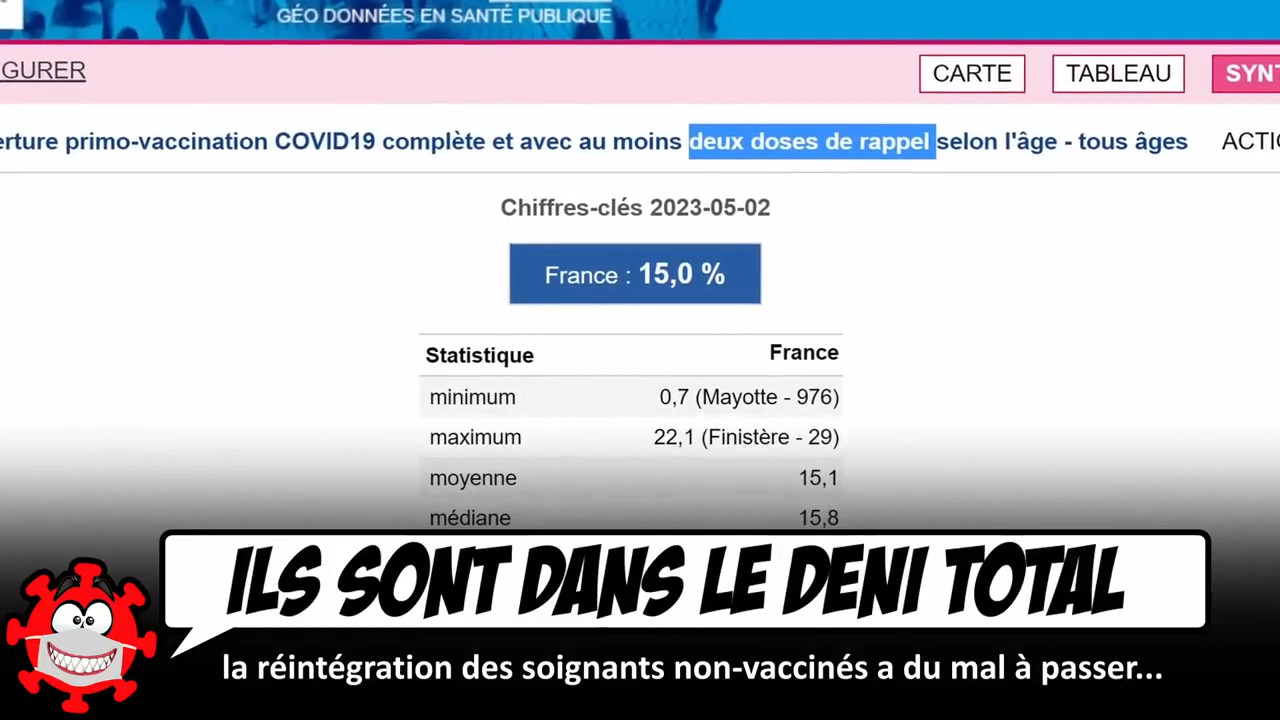 GÉO DONNÉES EN SANTÉ PUBLIQUE
GURER
CARTE TABLEAU SYNT
erture primo-vaccination COVID19 complète et avec au moins deux doses de rappel selon l'âge - tous âges ACTIO
Chiffres-clés 2023-05-02
France : 15,0 %
Statistique France
minimum 0,7 (Mayotte - 976)
maximum 22,1 (Finistère - 29)
moyenne 15,1
médiane 15,8
ILS SONT DANS LE DENI TOTAL
la réintégration des soignants non-vaccinés a du mal à passer...